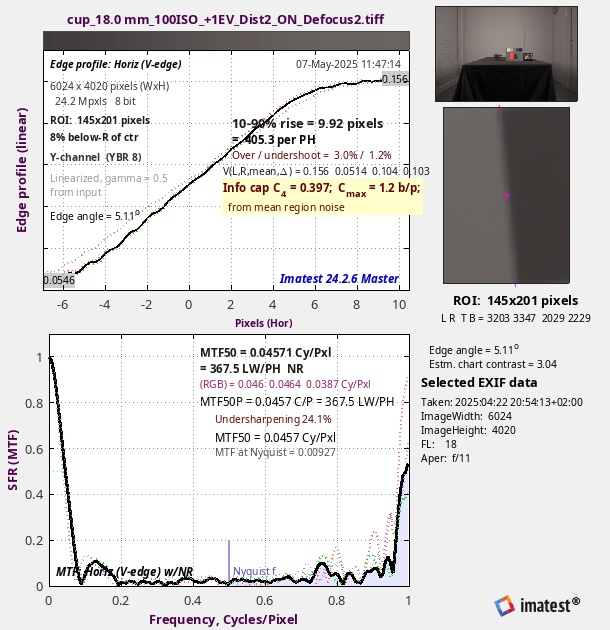 cup_18.0 mm_100ISO_+1EV_Dist2_ON_Defocus2.tiff
Edge profile: Horiz (V-edge)
07-May-2025 11:47:14
6024 x 4020 pixels (WxH)
24.2 Mpxls 8 bit
ROI: 145x201 pixels
8% below-R of ctr
Y-channel (YBR 8)
Linearized, gamma = 0.5
from input
Edge angle = 5.11o
0.156
10-90% rise = 9.92 pixels
= 405.3 per PH
Over / undershoot = 3.0% / 1.2%
V(L,R,mean,Δ) = 0.156 0.0514 0.104 0.103
Info cap C4 = 0.397; Cmax = 1.2 b/p;
from mean region noise
0.0546
Imatest 24.2.6 Master
Edge profile (linear)
-6 -4 -2 0 2 4 6 8 10
Pixels (Hor)
ROI: 145x201 pixels
L R T B = 3203 3347 2029 2229
Edge angle = 5.11o
Estm. chart contrast = 3.04
Selected EXIF data
Taken: 2025:04:22 20:54:13+02:00
ImageWidth: 6024
ImageHeight: 4020
FL: 18
Aper: f/11
MTF50 = 0.04571 Cy/Pxl
= 367.5 LW/PH NR
(RGB) = 0.046 0.0464 0.0387 Cy/Pxl
MTF50P = 0.0457 C/P = 367.5 LW/PH
Undersharpening 24.1%
MTF50 = 0.0457 Cy/Pxl
MTF at Nyquist = 0.00927
1
0.8
0.6
0.4
0.2
0
SFR (MTF)
MTF: Horiz (V-edge) w/NR
Nyquist f
0 0.2 0.4 0.6 0.8 1
Frequency, Cycles/Pixel
imatest®